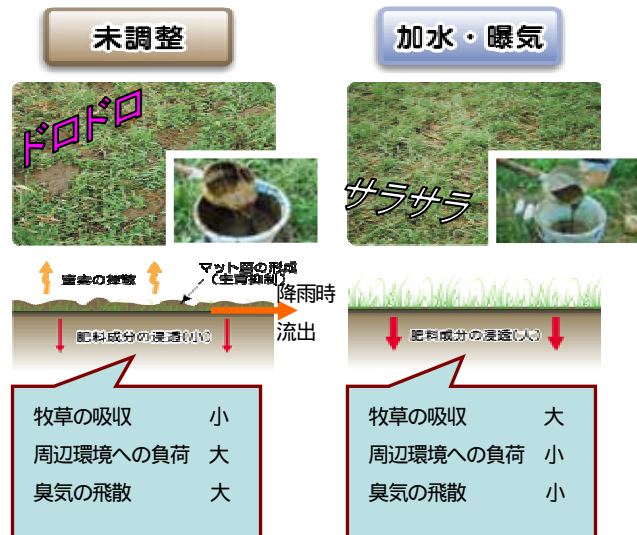 未調整
ドロドロ
窒素の揮散
マット層の形成
(生育抑制)
降雨時
流出
肥料成分の浸透(小)
牧草の吸収 小
周辺環境への負荷 大
臭気の飛散 大
加水・曝気
サラサラ
肥料成分の浸透(大)
牧草の吸収 大
周辺環境への負荷 小
臭気の飛散 小